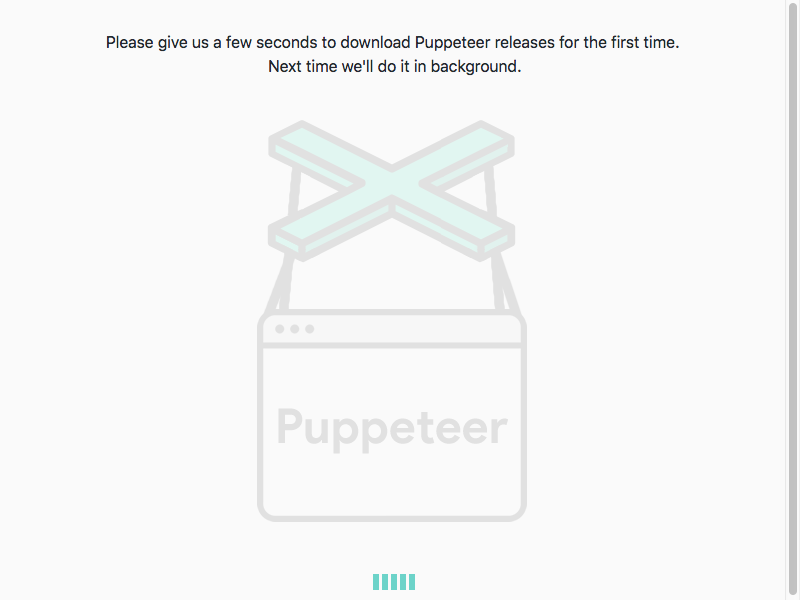 Please give us a few seconds to download Puppeteer releases for the first time.
Next time we'll do it in background.
Puppeteer